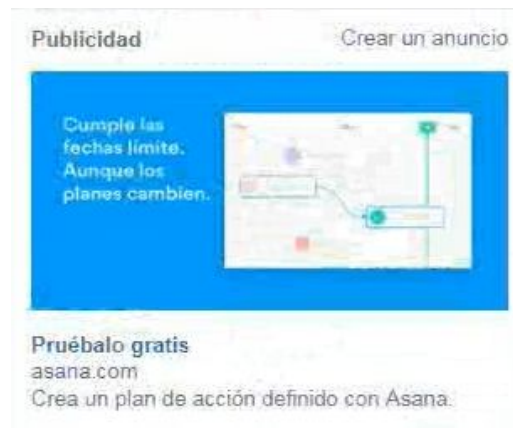 Publicidad
Crear un anuncio
Cumple las
fechas límite.
Aunque los
planes cambien.
Pruébalo gratis
asana.com
Crea un plan de acción definido con Asana.